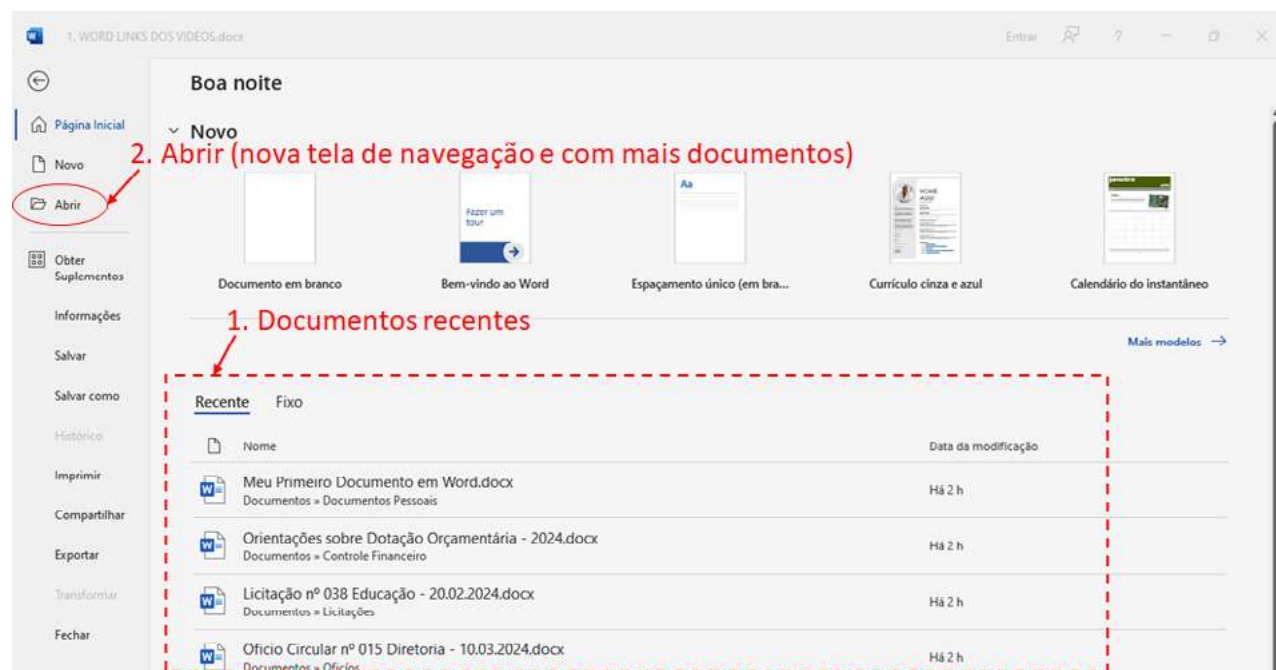 1. WORD LINKS DOS VIDEOS.docx
Entrar
?
Boa noite
Página Inicial
Novo
Novo
2. Abrir (nova tela de navegação e com mais documentos)
Abrir
Aa
Fazer um
tour
NOME
AQUI
janeiro
Obter
Suplementos
Documento em branco
Bem-vindo ao Word
Espaçamento único (em bra...
Currículo cinza e azul
Calendário do instantâneo
Informações
1. Documentos recentes
Mais modelos
Salvar
Salvar como
Recente Fixo
Histórico
Nome
Data da modificação
Imprimir
Meu Primeiro Documento em Word.docx
Documentos » Documentos Pessoais
Há 2 h
Compartilhar
Orientações sobre Dotação Orçamentária - 2024.docx
Documentos » Controle Financeiro
Há 2 h
Exportar
Transformar
Licitação nº 038 Educação - 20.02.2024.docx
Documentos » Licitações
Há 2 h
Fechar
Oficio Circular nº 015 Diretoria - 10.03.2024.docx
Documentos » Ofícios
Há 2 h